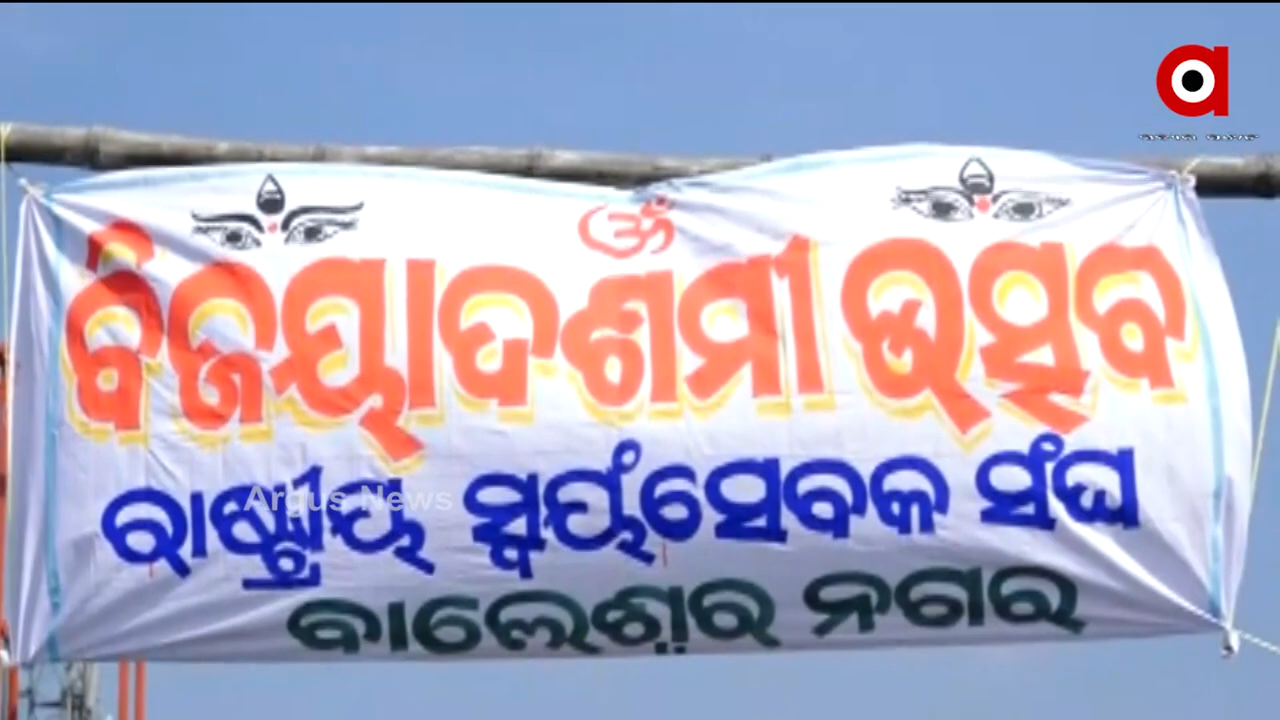 ଓଁ
ବିଜୟାଦଶମୀ ଉତ୍ସବ
ରାଷ୍ଟ୍ରୀୟ ସ୍ୱୟଂସେବକ ସଂଘ
ବାଲେଶ୍ୱର ନଗର
Argus News